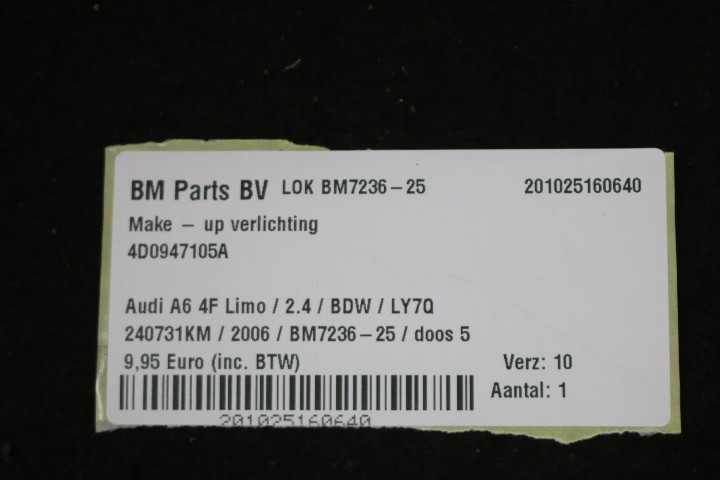 BM Parts BV LOK BM7236-25 201025160640
Make - up verlichting
4D0947105A
Audi A6 4F Limo / 2.4 / BDW / LY7Q
240731KM / 2006 / BM7236-25 / doos 5
9,95 Euro (inc. BTW) Verz: 10
Aantal: 1
201025160640